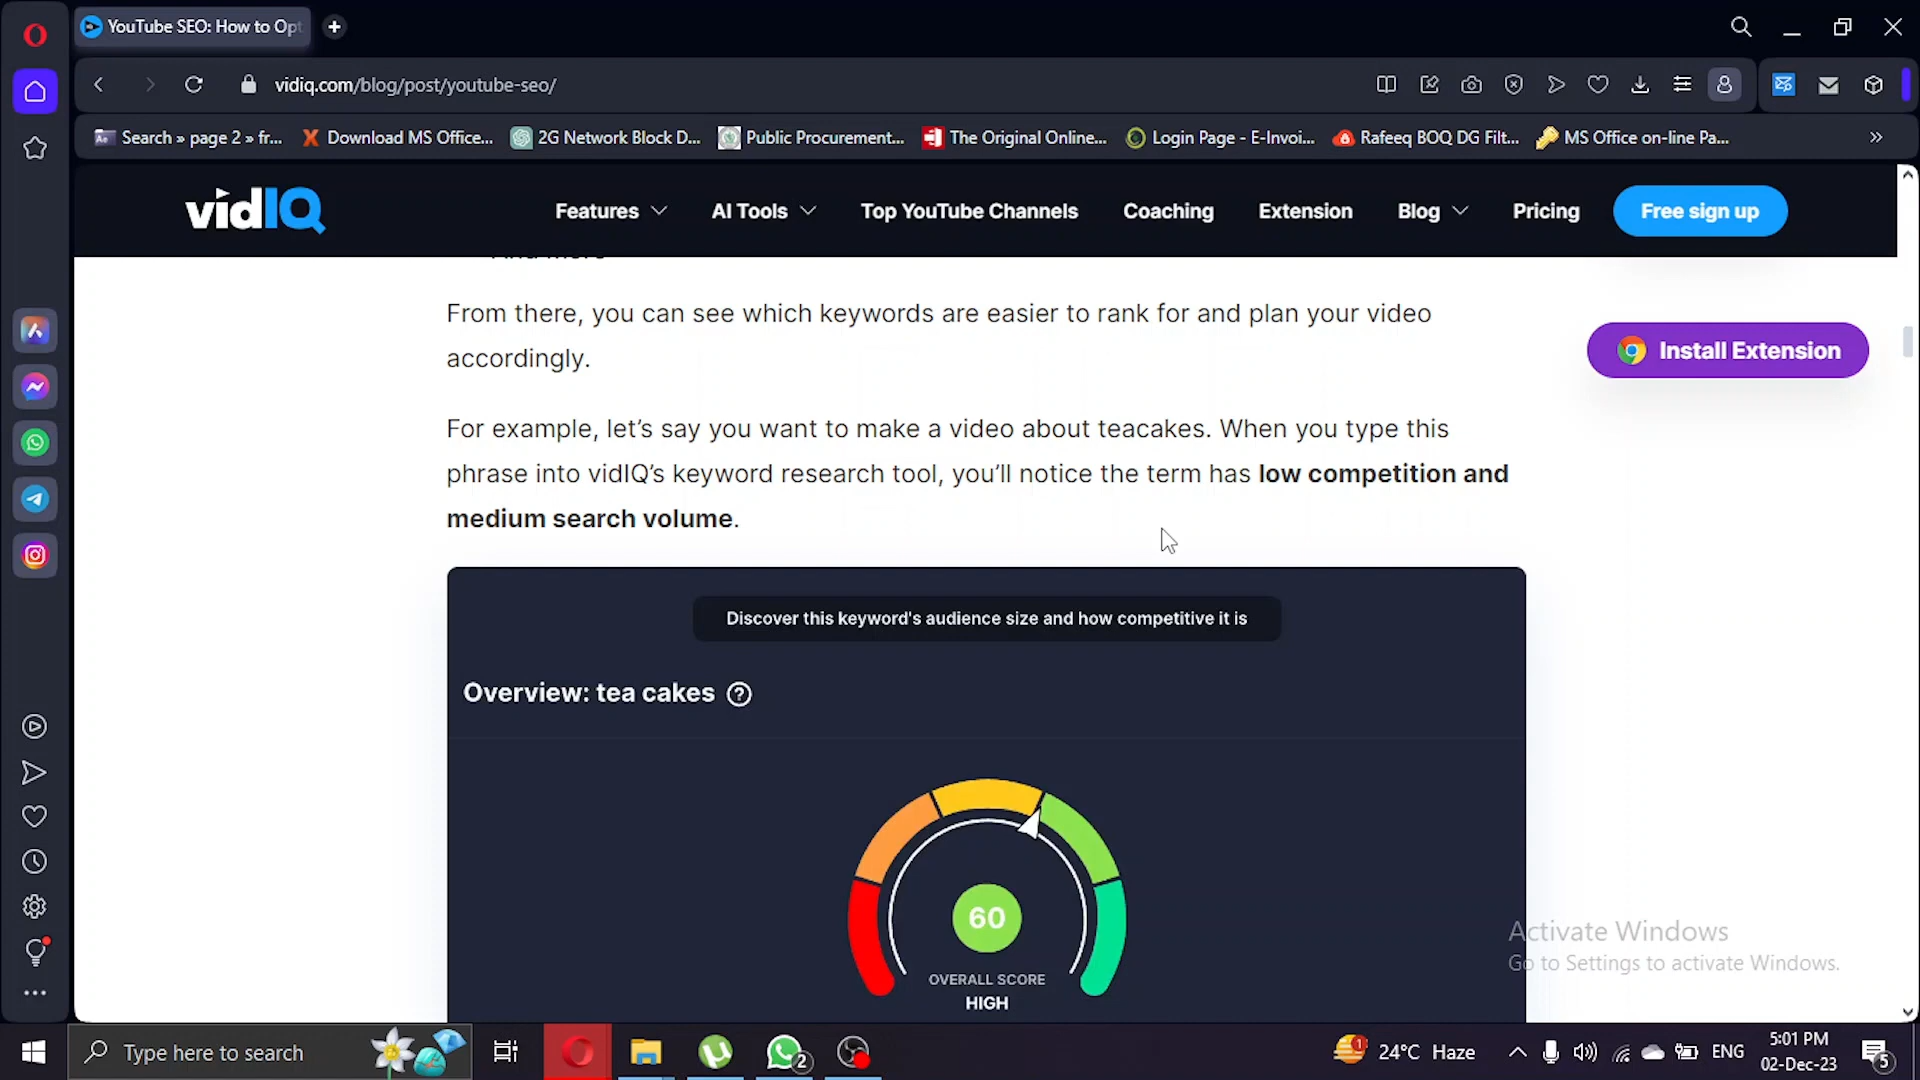 YouTube SEO: How to Opt
vidiq.com/blog/post/youtube-seo/
Search » page 2 » fr...
Download MS Office...
2G Network Block D...
Public Procurement...
The Original Online...
Login Page - E-Invoi...
Rafeeq BOQ DG Filt...
MS Office on-line Pa...
vidIQ
Features
AI Tools
Top YouTube Channels
Coaching
Extension
Blog
Pricing
Free sign up
From there, you can see which keywords are easier to rank for and plan your video
accordingly.
Install Extension
For example, let's say you want to make a video about teacakes. When you type this
phrase into vidIQ's keyword research tool, you'll notice the term has low competition and
medium search volume.
Discover this keyword's audience size and how competitive it is
Overview: tea cakes
60
OVERALL SCORE
HIGH
Activate Windows
Go to Settings to activate Windows.
Type here to search
2
1
24°C Haze
ENG
5:01 PM
02-Dec-23
5